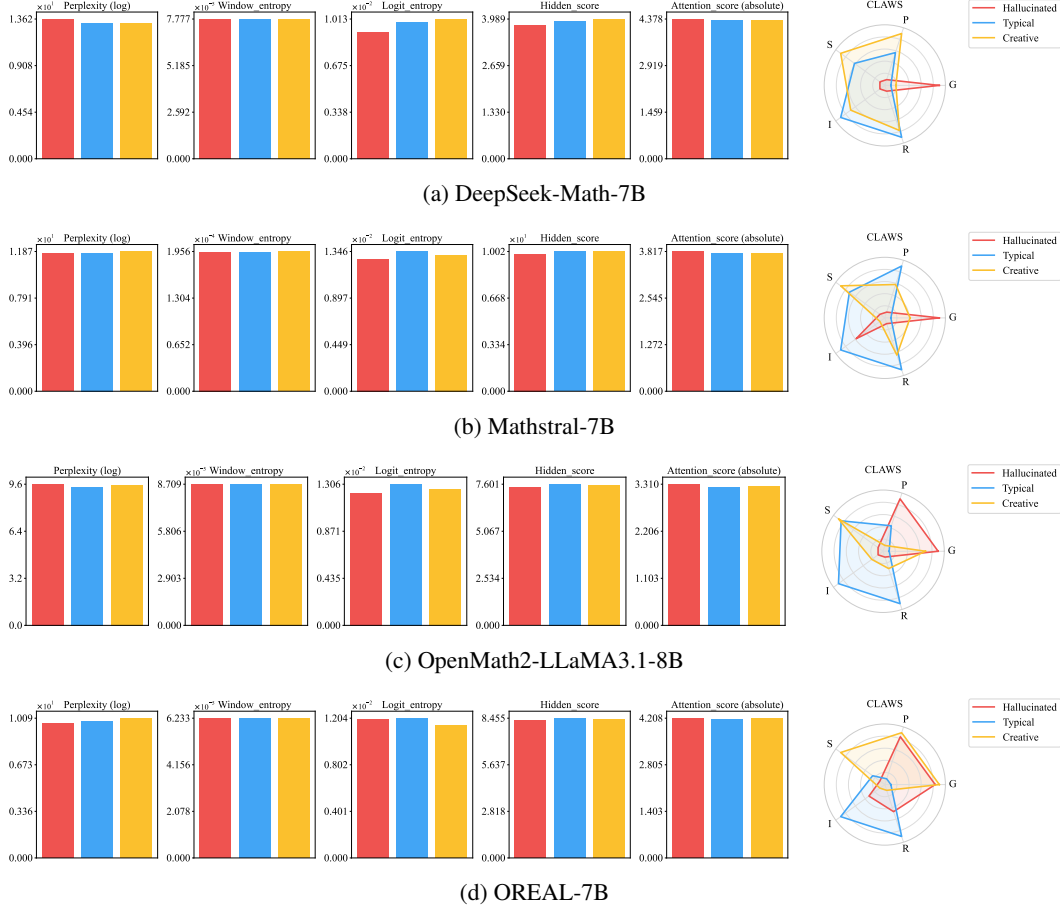 ×10¹ Perplexity (log)
1.362
0.908
0.454
0.000
Window_entropy
7.777
5.185
2.592
0.000
×10⁻² Logit_entropy
1.013
0.676
0.338
0.000
Hidden_score
3.989
2.659
1.330
0.000
Attention_score (absolute)
4.378
2.919
1.459
0.000
CLAWS
P
S
G
I
R
Hallucinated
Typical
Creative
(a) DeepSeek-Math-7B
×10¹ Perplexity (log)
1.187
0.791
0.396
0.000
Window_entropy
1.956
1.304
0.652
0.000
×10⁻² Logit_entropy
1.346
0.897
0.449
0.000
×10¹ Hidden_score
1.002
0.668
0.334
0.000
Attention_score (absolute)
3.817
2.545
1.272
0.000
CLAWS
P
S
G
I
R
Hallucinated
Typical
Creative
(b) Mathstral-7B
Perplexity (log)
9.6
6.4
3.2
0.0
Window_entropy
8.709
5.806
2.903
0.000
×10⁻² Logit_entropy
1.306
0.871
0.435
0.000
Hidden_score
7.601
5.067
2.534
0.000
Attention_score (absolute)
3.310
2.206
1.103
0.000
CLAWS
P
S
G
I
R
Hallucinated
Typical
Creative
(c) OpenMath2-LLaMA3.1-8B
×10¹ Perplexity (log)
1.009
0.673
0.336
0.000
Window_entropy
6.233
4.156
2.078
0.000
×10⁻² Logit_entropy
1.204
0.802
0.401
0.000
Hidden_score
8.455
5.637
2.818
0.000
Attention_score (absolute)
4.208
2.805
1.403
0.000
CLAWS
P
S
G
I
R
Hallucinated
Typical
Creative
(d) OREAL-7B